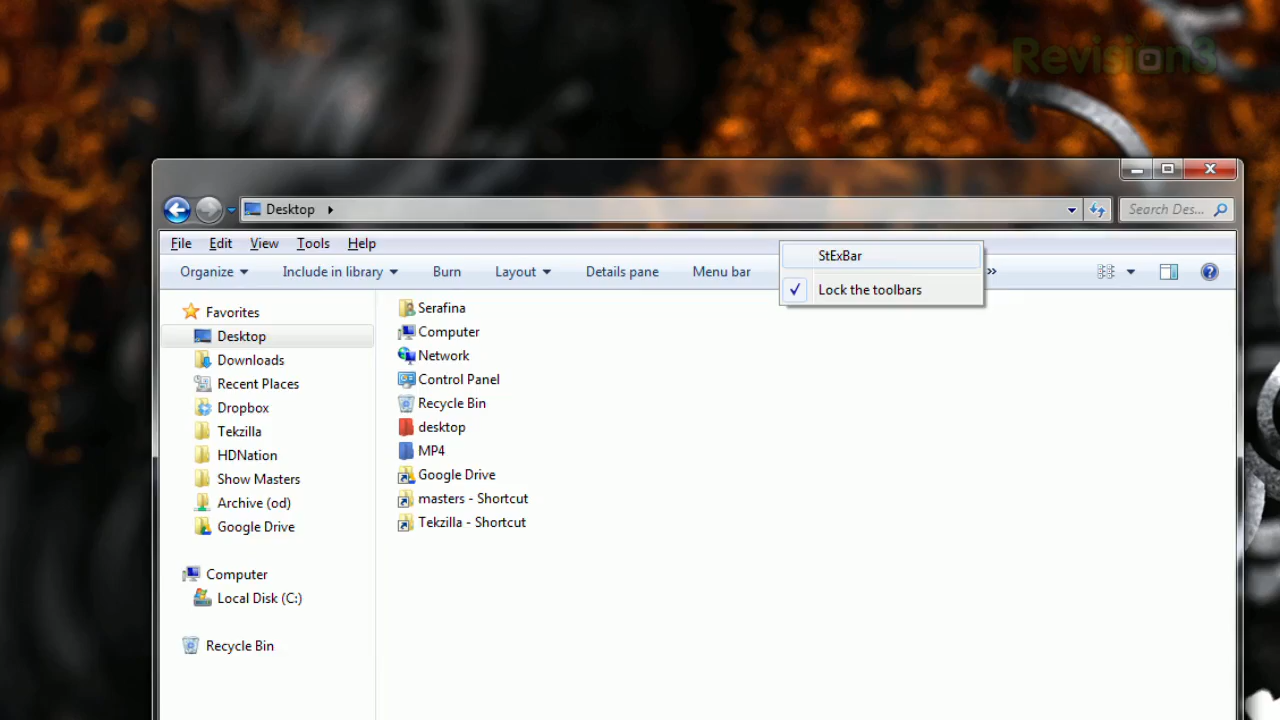 Revision3
Desktop
Search Des...
File Edit View Tools Help
StExBar
Organize Include in library Burn Layout Details pane Menu bar »
Lock the toolbars
Favorites
Desktop
Downloads
Recent Places
Dropbox
Tekzilla
HDNation
Show Masters
Archive (od)
Google Drive
Computer
Local Disk (C:)
Recycle Bin
Serafina
Computer
Network
Control Panel
Recycle Bin
desktop
MP4
Google Drive
masters - Shortcut
Tekzilla - Shortcut